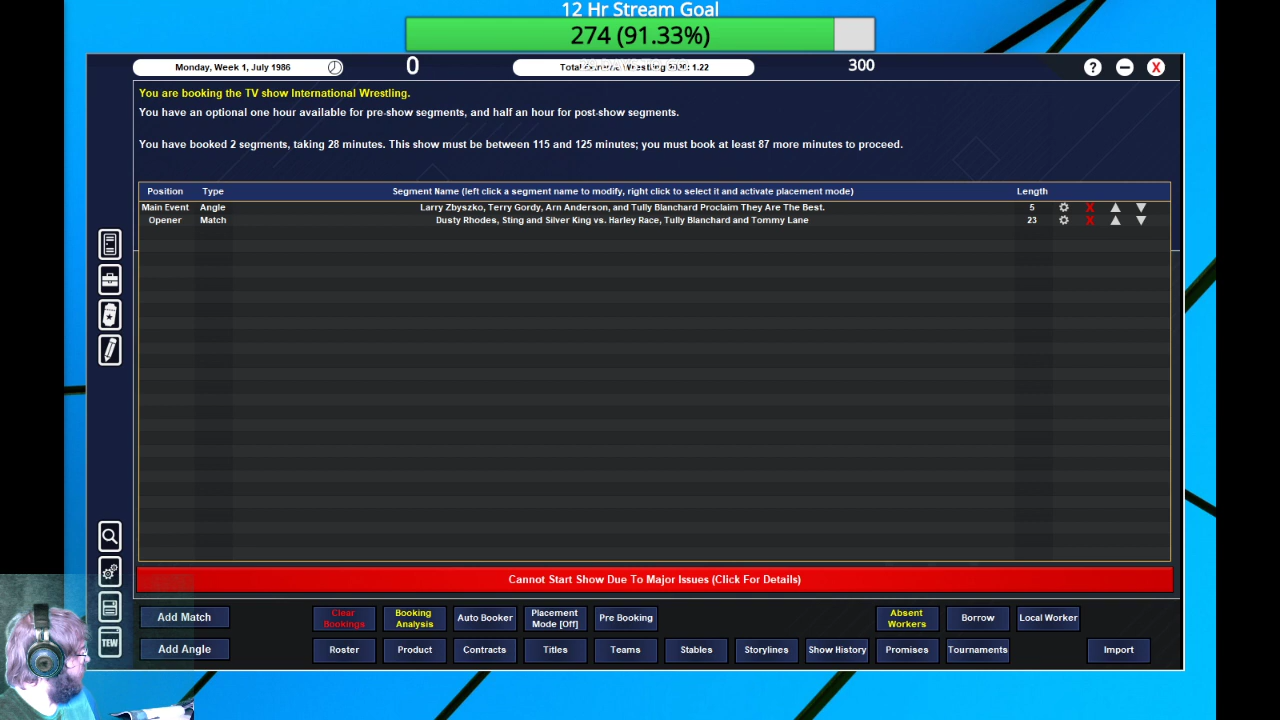 12 Hr Stream Goal
274 (91.33%)
0
300
Monday, Week 1, July 1986
Total Extreme Wrestling 2020: 1.22
?
X
You are booking the TV show International Wrestling.
You have an optional one hour available for pre-show segments, and half an hour for post-show segments.
You have booked 2 segments, taking 28 minutes. This show must be between 115 and 125 minutes; you must book at least 87 more minutes to proceed.
Position Type Segment Name (left click a segment name to modify, right click to select it and activate placement mode) Length
Main Event Angle Larry Zbyszko, Terry Gordy, Arn Anderson, and Tully Blanchard Proclaim They Are The Best. 5 X
Opener Match Dusty Rhodes, Sting and Silver King vs. Harley Race, Tully Blanchard and Tommy Lane 23 X
Cannot Start Show Due To Major Issues (Click For Details)
Add Match
Clear Bookings
Booking Analysis
Auto Booker
Placement Mode [Off]
Pre Booking
Absent Workers
Borrow
Local Worker
TEW
Add Angle
Roster
Product
Contracts
Titles
Teams
Stables
Storylines
Show History
Promises
Tournaments
Import